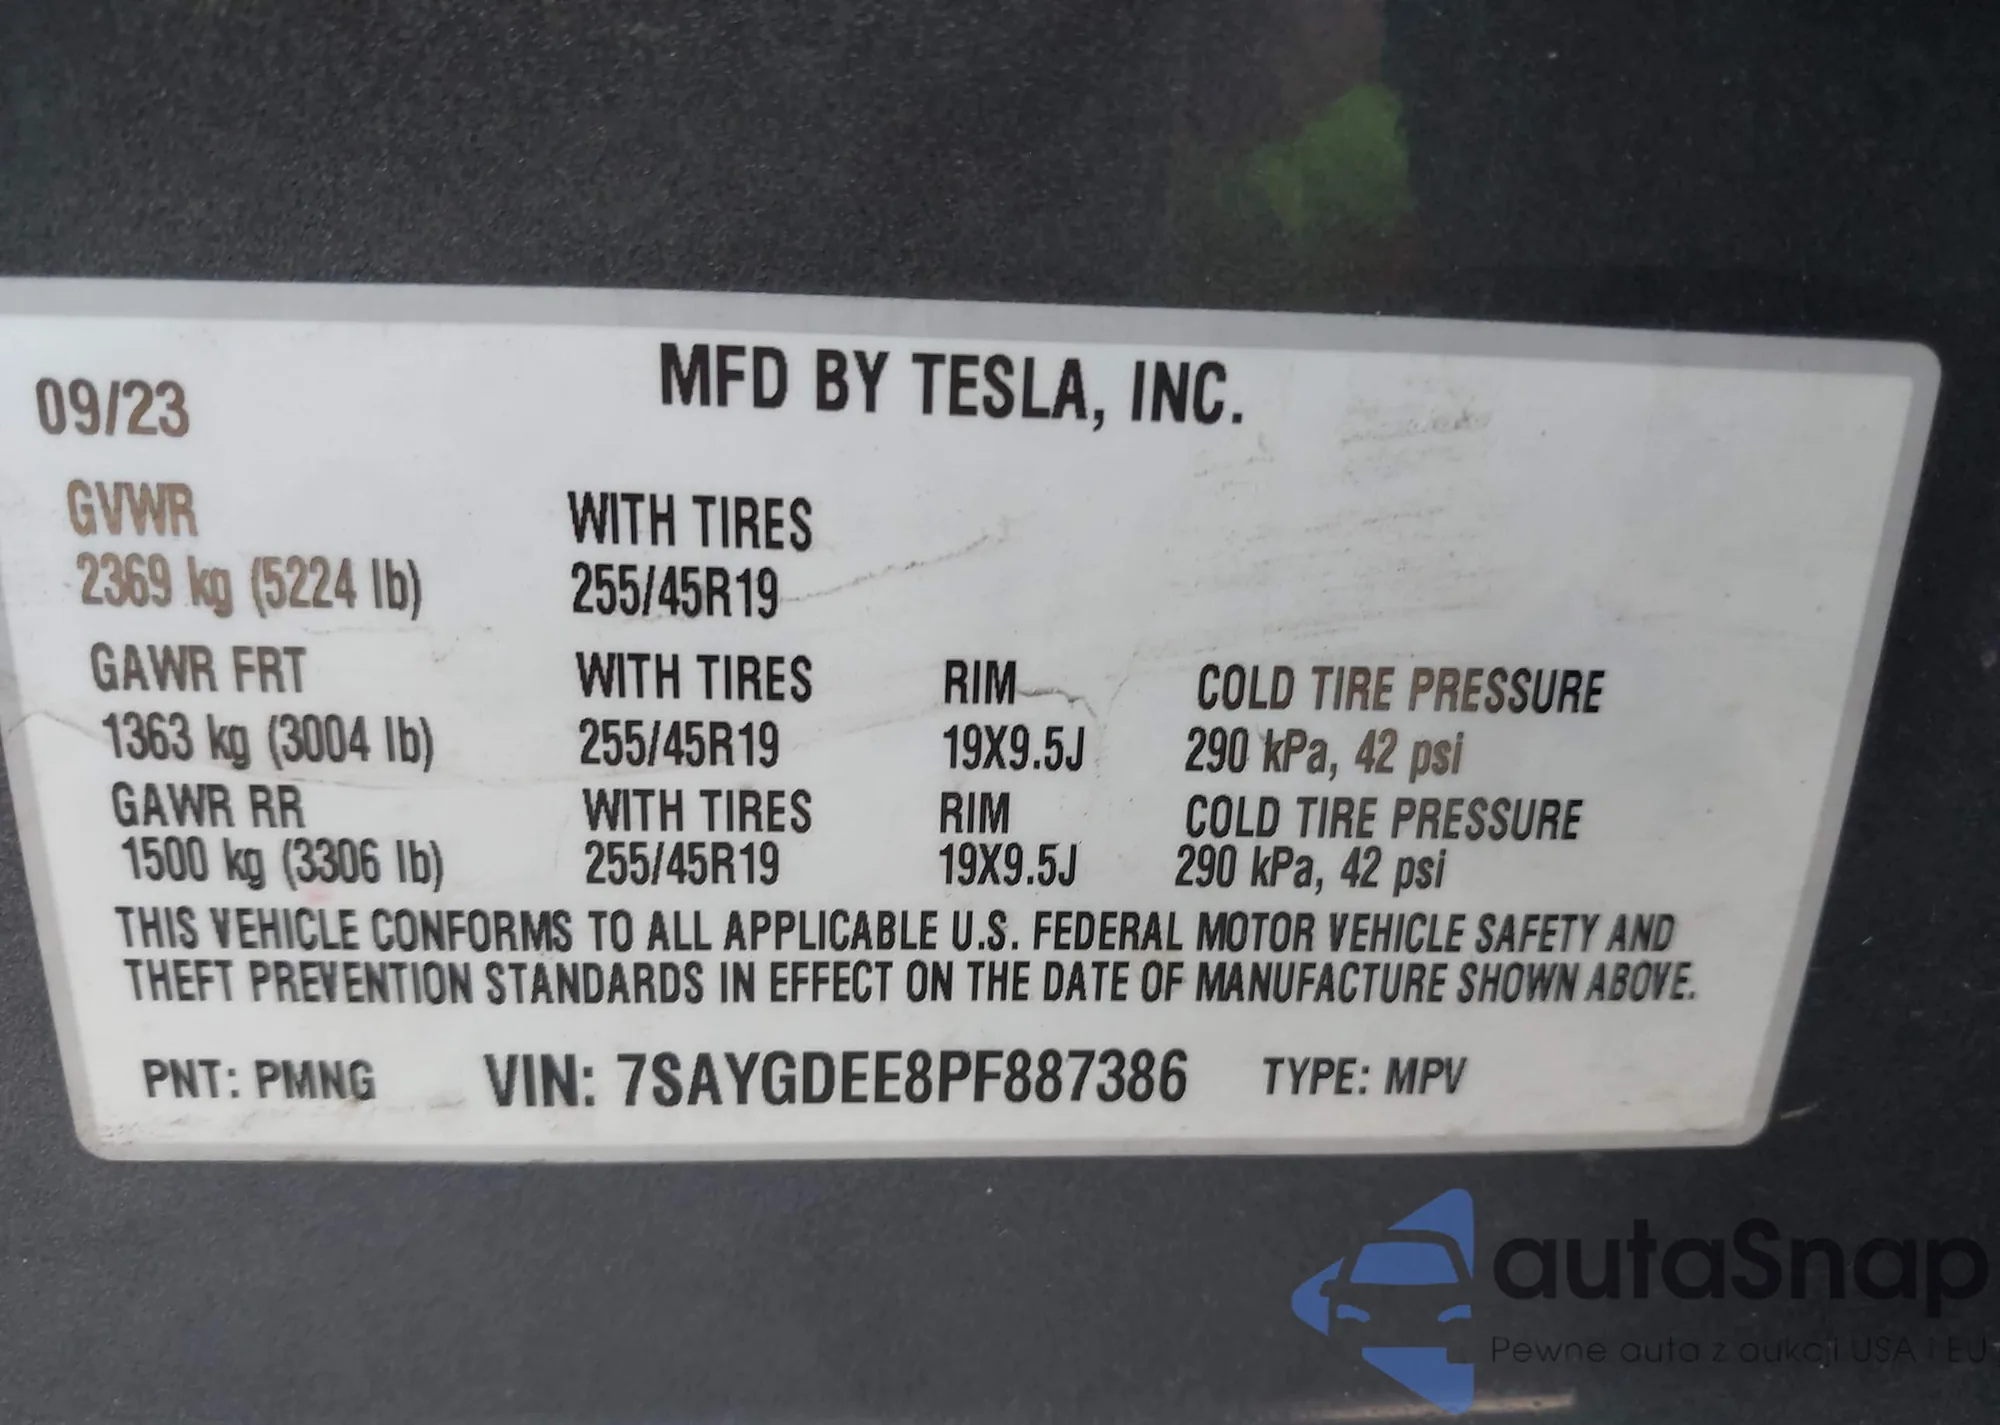 MFD BY TESLA, INC.
09/23
GVWR WITH TIRES
2369 kg (5224 lb) 255/45R19
GAWR FRT WITH TIRES RIM COLD TIRE PRESSURE
1363 kg (3004 lb) 255/45R19 19X9.5J 290 kPa, 42 psi
GAWR RR WITH TIRES RIM COLD TIRE PRESSURE
1500 kg (3306 lb) 255/45R19 19X9.5J 290 kPa, 42 psi
THIS VEHICLE CONFORMS TO ALL APPLICABLE U.S. FEDERAL MOTOR VEHICLE SAFETY AND
THEFT PREVENTION STANDARDS IN EFFECT ON THE DATE OF MANUFACTURE SHOWN ABOVE.
PNT: PMNG VIN: 7SAYGDEE8PF887386 TYPE: MPV
autaSnap
Pewne auta z aukcji USA i EU